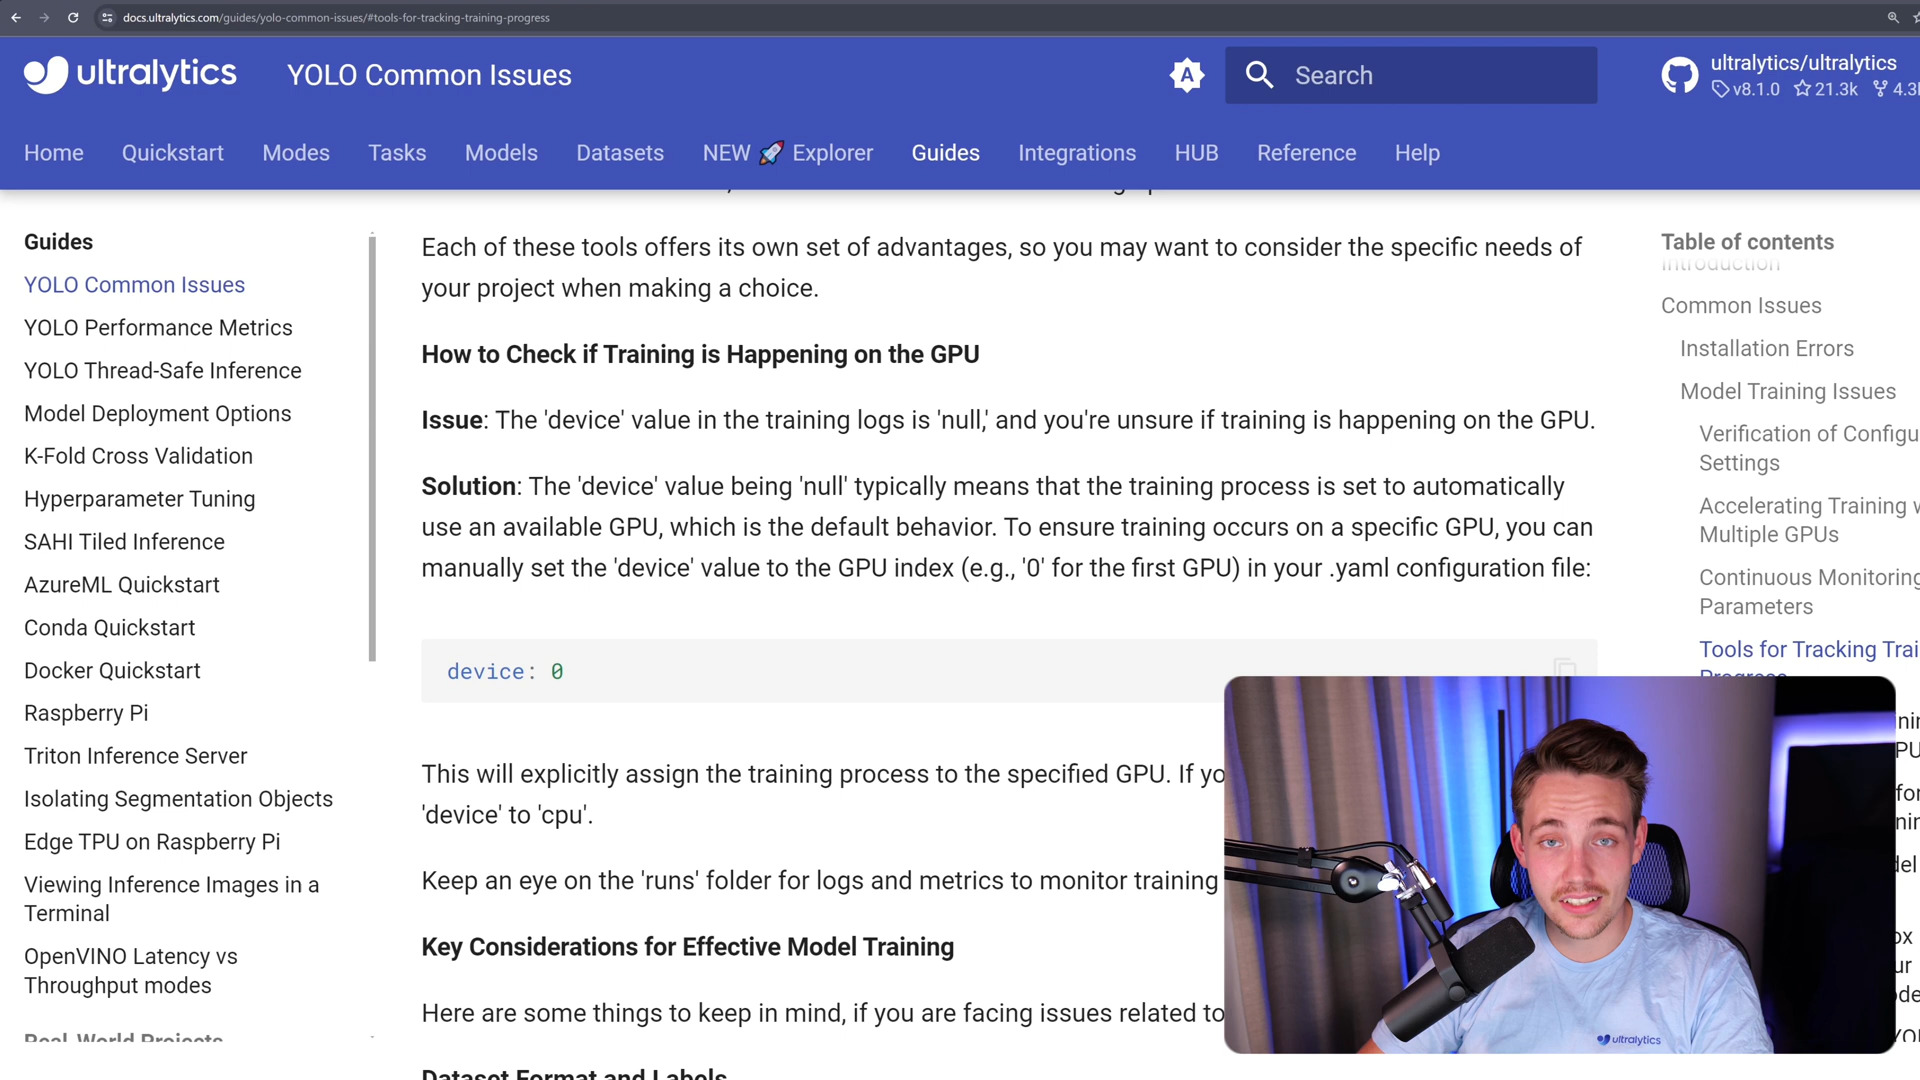 docs.ultralytics.com/guides/yolo-common-issues/#tools-for-tracking-training-progress
ultralytics YOLO Common Issues
A
Search
ultralytics/ultralytics
v8.1.0 21.3k
Home Quickstart Modes Tasks Models Datasets NEW 🚀 Explorer Guides Integrations HUB Reference Help
Guides
YOLO Common Issues
YOLO Performance Metrics
YOLO Thread-Safe Inference
Model Deployment Options
K-Fold Cross Validation
Hyperparameter Tuning
SAHI Tiled Inference
AzureML Quickstart
Conda Quickstart
Docker Quickstart
Raspberry Pi
Triton Inference Server
Isolating Segmentation Objects
Edge TPU on Raspberry Pi
Viewing Inference Images in a
Terminal
OpenVINO Latency vs
Throughput modes
Real-World Projects
Each of these tools offers its own set of advantages, so you may want to consider the specific needs of
your project when making a choice.
How to Check if Training is Happening on the GPU
Issue: The 'device' value in the training logs is 'null,' and you're unsure if training is happening on the GPU.
Solution: The 'device' value being 'null' typically means that the training process is set to automatically
use an available GPU, which is the default behavior. To ensure training occurs on a specific GPU, you can
manually set the 'device' value to the GPU index (e.g., '0' for the first GPU) in your .yaml configuration file:
device: 0
This will explicitly assign the training process to the specified GPU. If yo
'device' to 'cpu'.
Keep an eye on the 'runs' folder for logs and metrics to monitor training
Key Considerations for Effective Model Training
Here are some things to keep in mind, if you are facing issues related to
Dataset Format and Labels
Table of contents
Introduction
Common Issues
Installation Errors
Model Training Issues
Verification of Configu
Settings
Accelerating Training
Multiple GPUs
Continuous Monitoring
Parameters
Tools for Tracking Trai
Progress
ultralytics